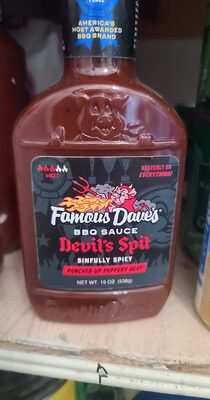 AMERICA'S
MOST AWARDED
BBQ BRAND
HOT
HEAVENLY ON
EVERYTHING!
Famous Dave's
BBQ SAUCE
Devil's Spit
SINFULLY SPICY
PUNCHED UP PEPPERY HEAT
NET WT. 19 OZ. (538g)